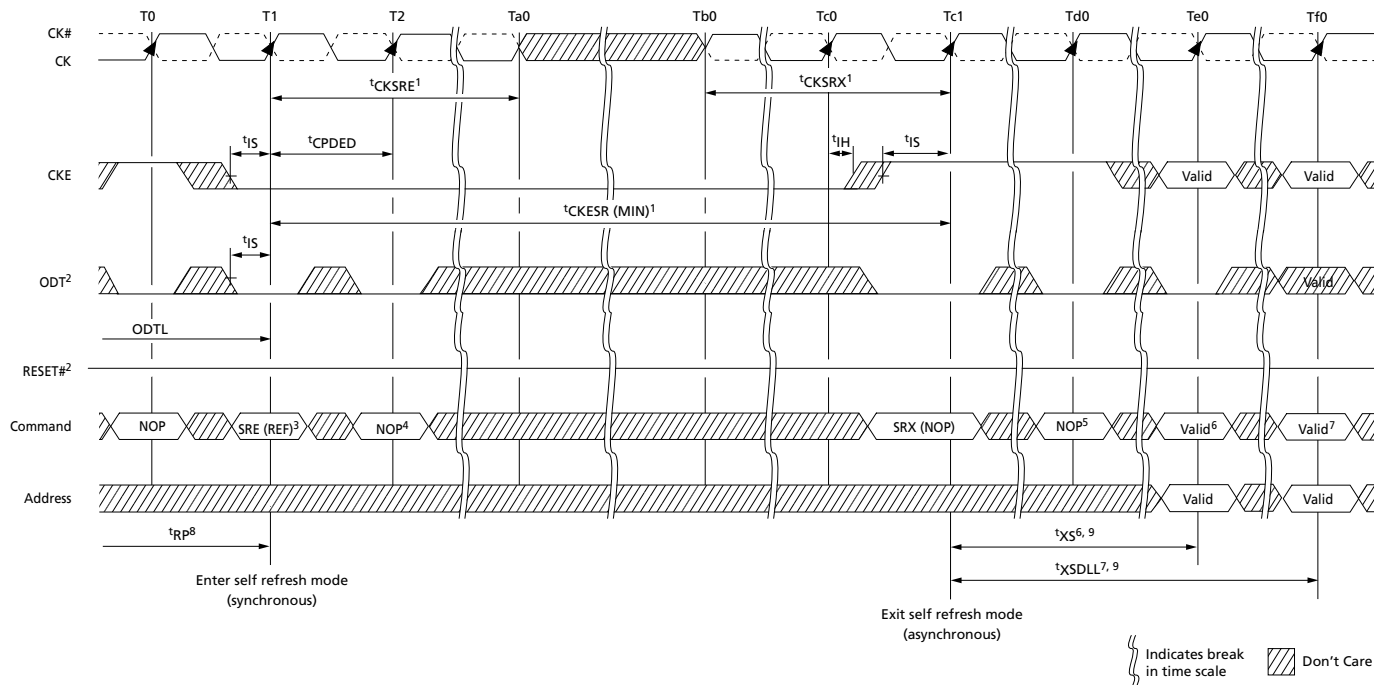 T0 T1 T2 Ta0 Tb0 Tc0 Tc1 Td0 Te0 Tf0
CK#
CK
tCKSRE1 tCKSRX1
tIS tCPDED tIH tIS
CKE Valid Valid
tCKESR (MIN)1
tIS
ODT2 Valid
ODTL
RESET#2
Command NOP SRE (REF)3 NOP4 SRX (NOP) NOP5 Valid6 Valid7
Address Valid Valid
tRP8 tXS6, 9
tXSDLL7, 9
Enter self refresh mode
(synchronous)
Exit self refresh mode
(asynchronous)
Indicates break
in time scale
Don't Care